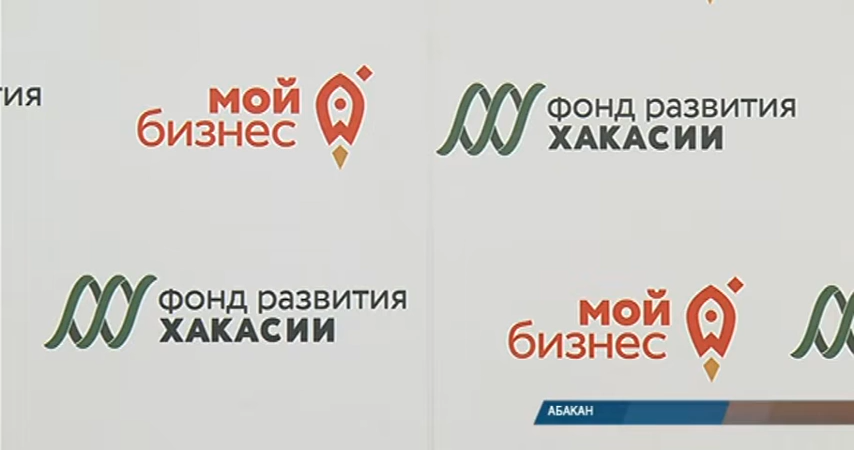 мой
бизнес
фонд развития
ХАКАСИИ
фонд развития
ХАКАСИИ
мой
бизнес
АБАКАН